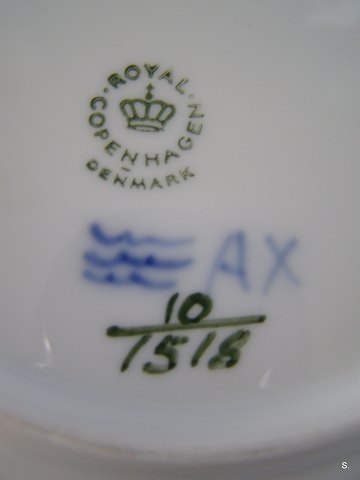 ROYAL
COPENHAGEN
DENMARK
AX
10
1518
S.